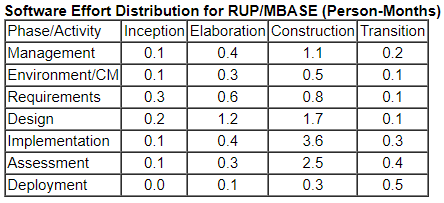 Software Effort Distribution for RUP/MBASE (Person-Months)
Phase/Activity Inception Elaboration Construction Transition
Management 0.1 0.4 1.1 0.2
Environment/CM 0.1 0.3 0.5 0.1
Requirements 0.3 0.6 0.8 0.1
Design 0.2 1.2 1.7 0.1
Implementation 0.1 0.4 3.6 0.3
Assessment 0.1 0.3 2.5 0.4
Deployment 0.0 0.1 0.3 0.5